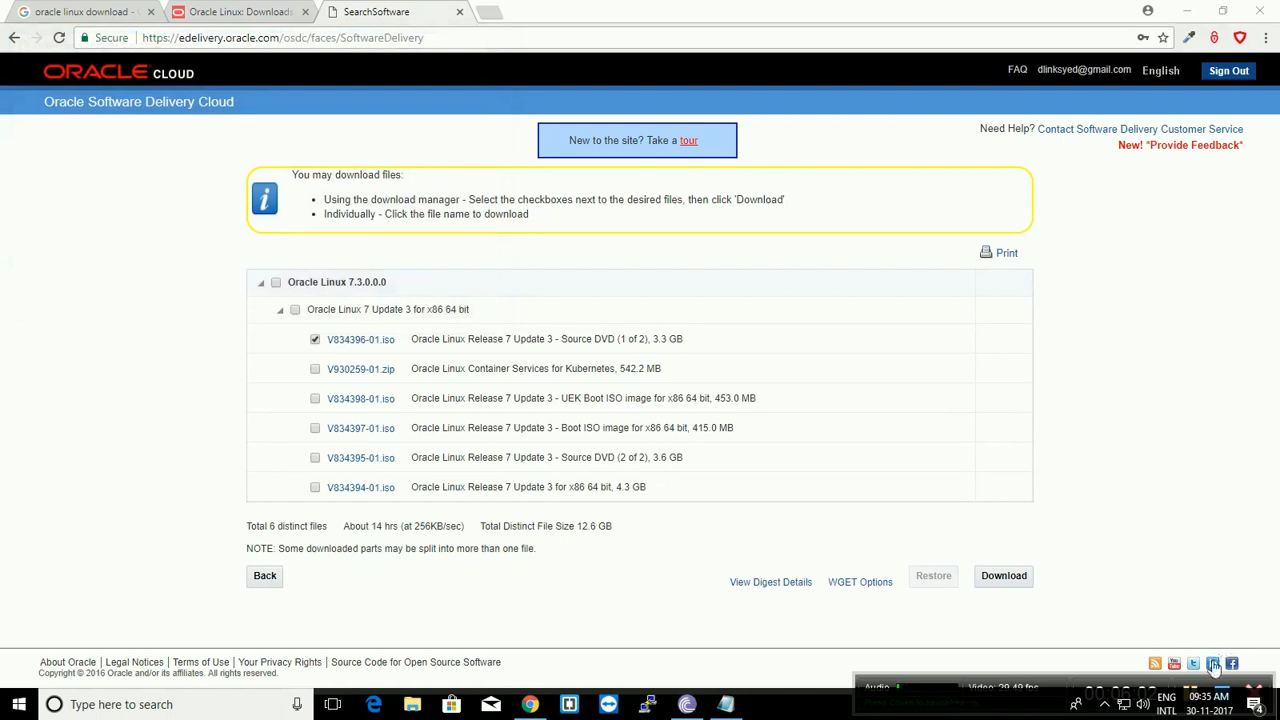 oracle linux download - G
Oracle Linux: Downloads
SearchSoftware
Secure
https://edelivery.oracle.com/osdc/faces/SoftwareDelivery
ORACLE CLOUD
FAQ
dlinksyed@gmail.com
English
Sign Out
Oracle Software Delivery Cloud
New to the site? Take a tour
Need Help? Contact Software Delivery Customer Service
New! *Provide Feedback*
You may download files:
• Using the download manager - Select the checkboxes next to the desired files, then click 'Download'
• Individually - Click the file name to download
Print
Oracle Linux 7.3.0.0.0
Oracle Linux 7 Update 3 for x86 64 bit
V834396-01.iso Oracle Linux Release 7 Update 3 - Source DVD (1 of 2), 3.3 GB
V930259-01.zip Oracle Linux Container Services for Kubernetes, 542.2 MB
V834398-01.iso Oracle Linux Release 7 Update 3 - UEK Boot ISO image for x86 64 bit, 453.0 MB
V834397-01.iso Oracle Linux Release 7 Update 3 - Boot ISO image for x86 64 bit, 415.0 MB
V834395-01.iso Oracle Linux Release 7 Update 3 - Source DVD (2 of 2), 3.6 GB
V834394-01.iso Oracle Linux Release 7 Update 3 for x86 64 bit, 4.3 GB
Total 6 distinct files About 14 hrs (at 256KB/sec) Total Distinct File Size 12.6 GB
NOTE: Some downloaded parts may be split into more than one file.
Back
View Digest Details
WGET Options
Restore
Download
About Oracle | Legal Notices | Terms of Use | Your Privacy Rights | Source Code for Open Source Software
Copyright © 2016 Oracle and/or its affiliates. All rights reserved.
Audio
Video: 29.49 fps
00:06:02
Type here to search
ENG
INTL
09:35 AM
30-11-2017